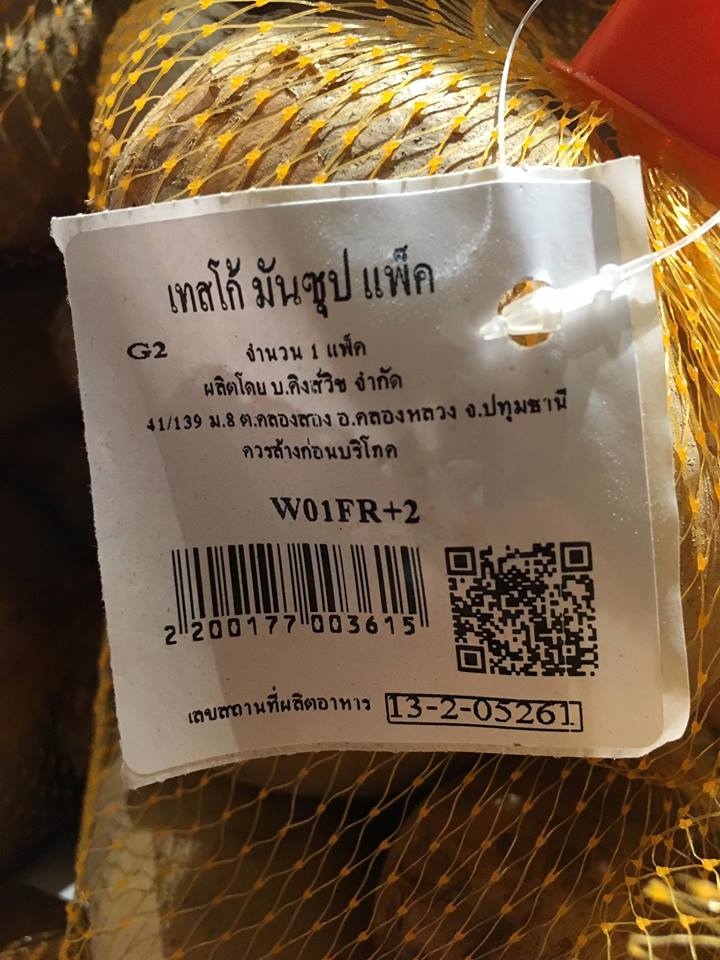 เทสโก้ มันซุป แพ็ค
G2 จำนวน 1 แพ็ค
ผลิตโดย บ.คิงส์วิช จำกัด
41/139 ม.8 ต.คลองสอง อ.คลองหลวง จ.ปทุมธานี
ควรล้างก่อนบริโภค
W01FR+2
2 200177 003615
เลขสถานที่ผลิตอาหาร 13-2-05261